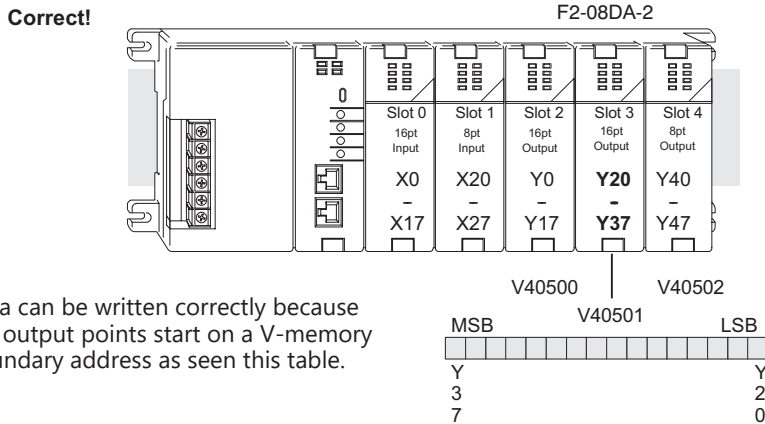 Correct!
F2-08DA-2
Slot 0 Slot 1 Slot 2 Slot 3 Slot 4
16pt 8pt 16pt 16pt 8pt
Input Input Output Output Output
X0 X20 Y0 Y20 Y40
– – – – –
X17 X27 Y17 Y37 Y47
V40500 V40502
V40501
a can be written correctly because
output points start on a V-memory
undary address as seen this table.
MSB LSB
Y Y
3 2
7 0